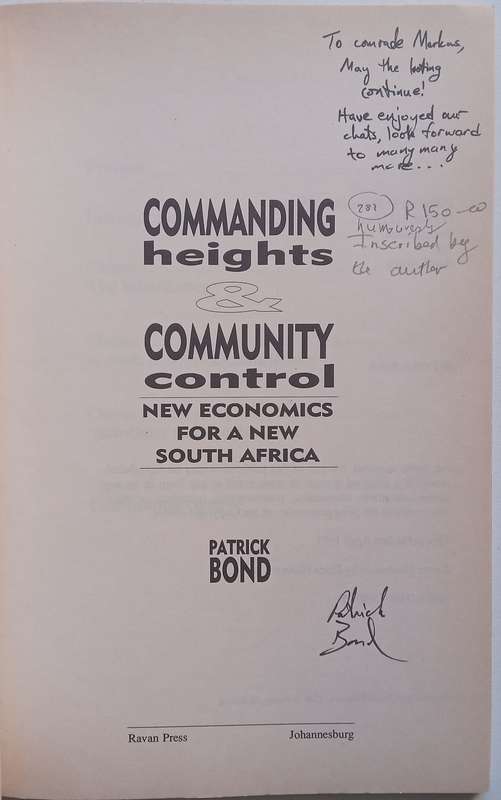 To comrade Markus,
May the looting
continue!
Have enjoyed our
chats, look forward
to many many
more...
282 R150-00
humourously
Inscribed by
the author
COMMANDING
heights
&
COMMUNITY
control
NEW ECONOMICS
FOR A NEW
SOUTH AFRICA
PATRICK
BOND
Patrick
Bond
Ravan Press Johannesburg